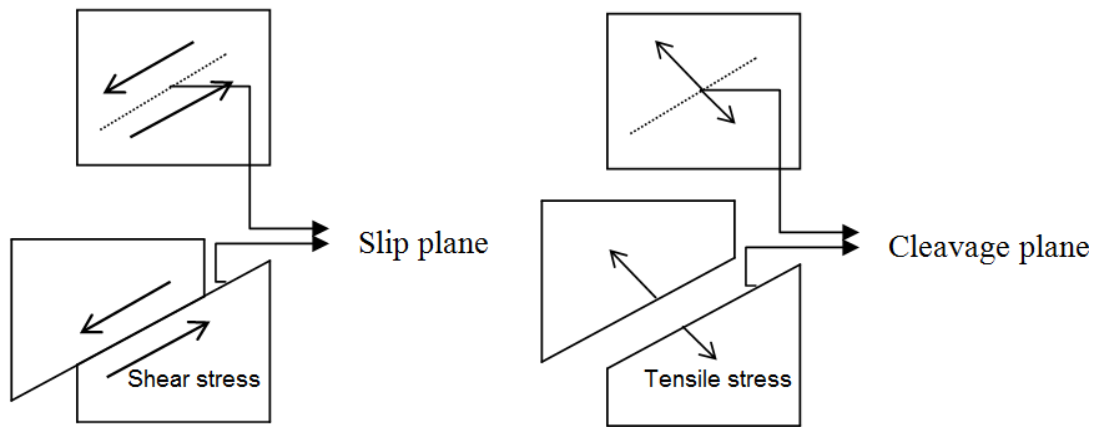 Slip plane
Shear stress
Cleavage plane
Tensile stress